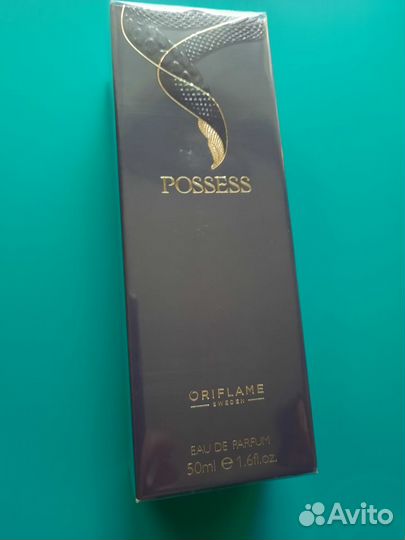 POSSESS
ORIFLAME
SWEDEN
EAU DE PARFUM
50ml e 1.6fl.oz.
Avito